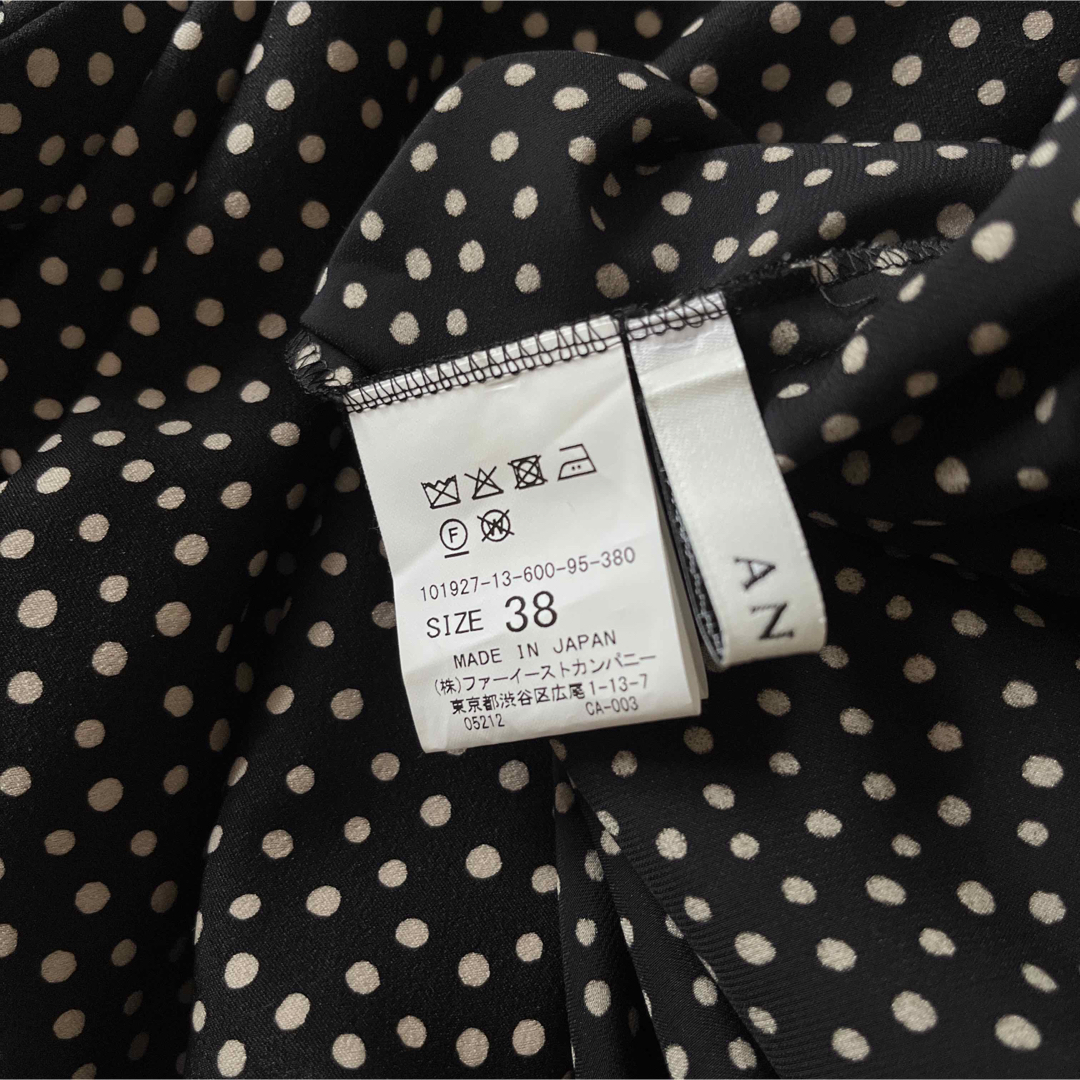 F W
101927-13-600-95-380
SIZE 38
MADE IN JAPAN
(株)ファーイーストカンパニー
東京都渋谷区広尾1-13-7
05212 CA-003
AN